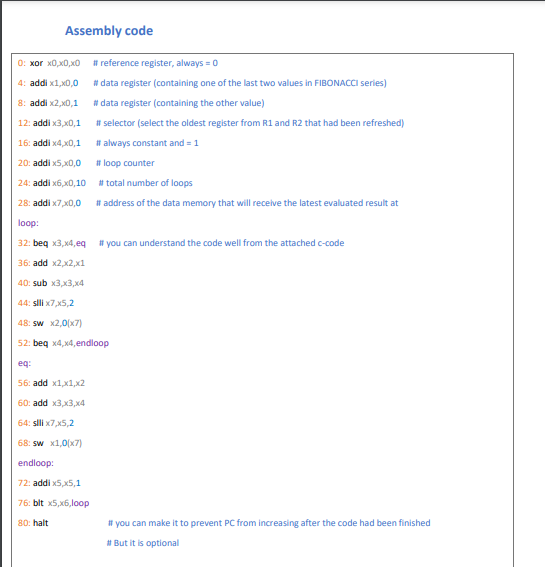 Assembly code
0: xor x0,x0,x0 # reference register, always = 0
4: addi x1,x0,0 # data register (containing one of the last two values in FIBONACCI series)
8: addi x2,x0,1 # data register (containing the other value)
12: addi x3,x0,1 # selector (select the oldest register from R1 and R2 that had been refreshed)
16: addi x4,x0,1 # always constant and = 1
20: addi x5,x0,0 # loop counter
24: addi x6,x0,10 # total number of loops
28: addi x7,x0,0 # address of the data memory that will receive the latest evaluated result at
loop:
32: beq x3,x4,eq # you can understand the code well from the attached c-code
36: add x2,x2,x1
40: sub x3,x3,x4
44: slli x7,x5,2
48: sw x2,0(x7)
52: beq x4,x4,endloop
eq:
56: add x1,x1,x2
60: add x3,x3,x4
64: slli x7,x5,2
68: sw x1,0(x7)
endloop:
72: addi x5,x5,1
76: blt x5,x6,loop
80: halt # you can make it to prevent PC from increasing after the code had been finished
# But it is optional